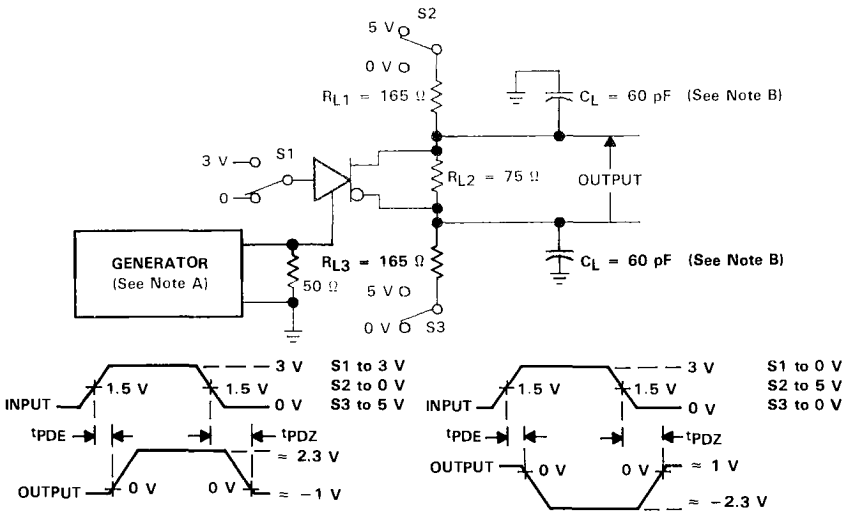 S2
5 V
0 V
R_L1 = 165 Ω
C_L = 60 pF (See Note B)
S1
3 V
0
R_L2 = 75 Ω
OUTPUT
GENERATOR
(See Note A)
50 Ω
R_L3 = 165 Ω
C_L = 60 pF (See Note B)
5 V
0 V S3
3 V
S1 to 3 V
1.5 V
1.5 V
S2 to 0 V
INPUT
0 V
S3 to 5 V
tPDE
tPDZ
≈ 2.3 V
0 V
0 V
OUTPUT
≈ −1 V
3 V
S1 to 0 V
1.5 V
1.5 V
S2 to 5 V
INPUT
0 V
S3 to 0 V
tPDE
tPDZ
OUTPUT
0 V
0 V
≈ 1 V
≈ −2.3 V